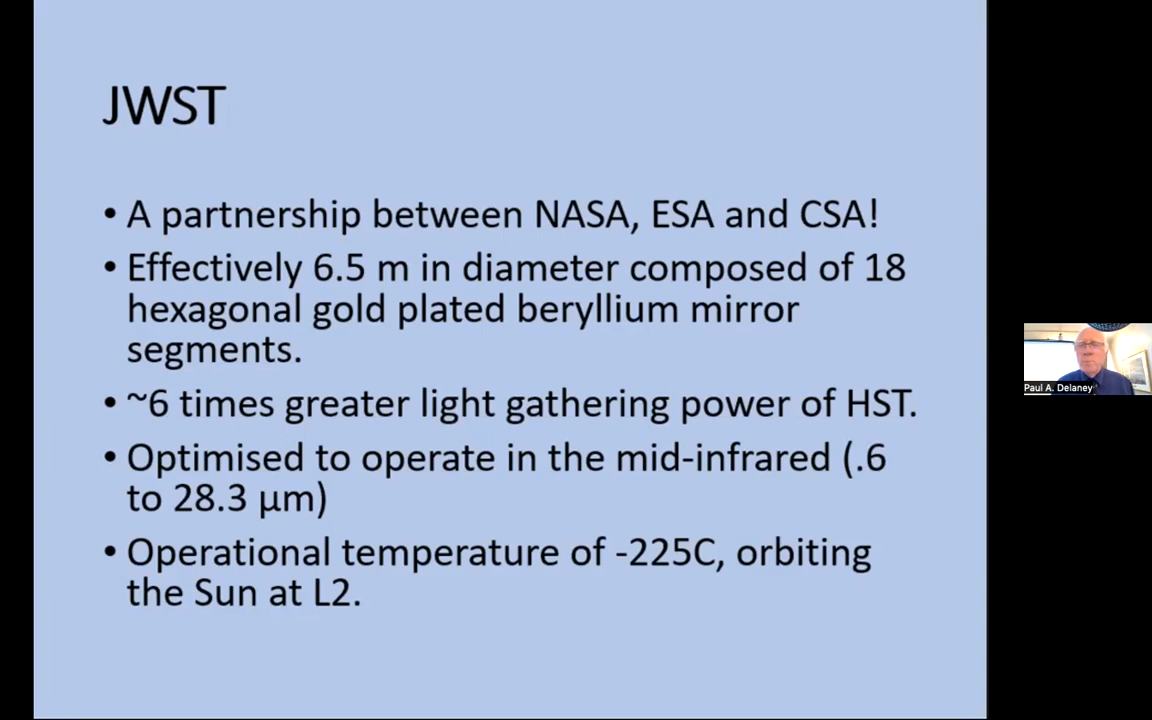 JWST
• A partnership between NASA, ESA and CSA!
• Effectively 6.5 m in diameter composed of 18
hexagonal gold plated beryllium mirror
segments.
• ~6 times greater light gathering power of HST.
• Optimised to operate in the mid-infrared (.6
to 28.3 µm)
• Operational temperature of -225C, orbiting
the Sun at L2.
Paul A. Delaney